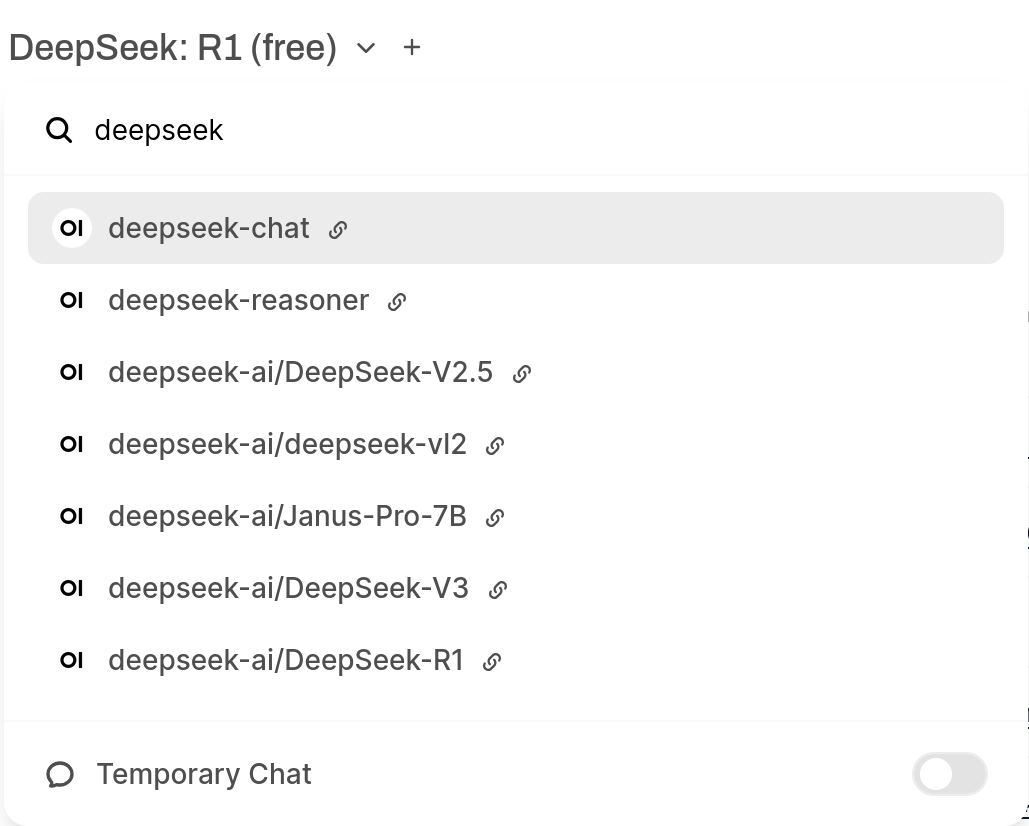 DeepSeek: R1 (free)
deepseek
OI deepseek-chat
OI deepseek-reasoner
OI deepseek-ai/DeepSeek-V2.5
OI deepseek-ai/deepseek-vl2
OI deepseek-ai/Janus-Pro-7B
OI deepseek-ai/DeepSeek-V3
OI deepseek-ai/DeepSeek-R1
Temporary Chat